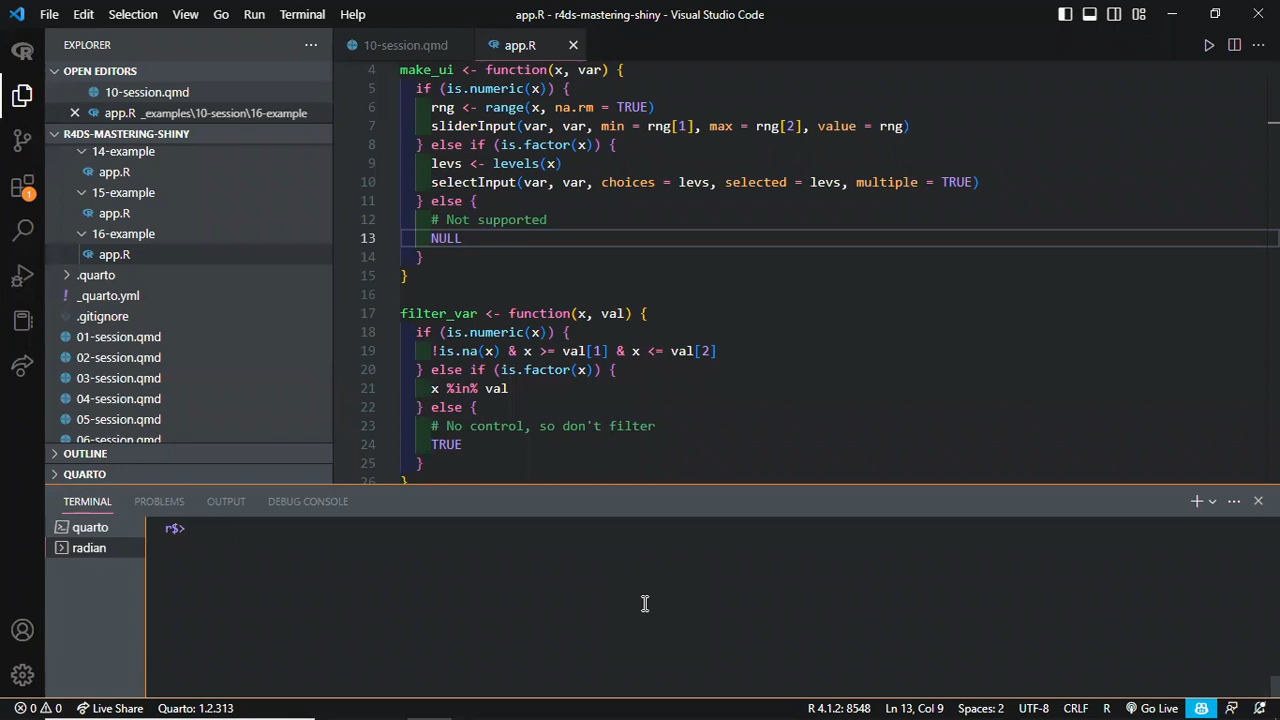 File Edit Selection View Go Run Terminal Help app.R - r4ds-mastering-shiny - Visual Studio Code
EXPLORER
OPEN EDITORS
10-session.qmd
app.R _examples\10-session\16-example
R4DS-MASTERING-SHINY
14-example
app.R
15-example
app.R
16-example
app.R
.quarto
_quarto.yml
.gitignore
01-session.qmd
02-session.qmd
03-session.qmd
04-session.qmd
05-session.qmd
06-session.qmd
OUTLINE
QUARTO
1
10-session.qmd app.R
4 make_ui <- function(x, var) {
5 if (is.numeric(x)) {
6 rng <- range(x, na.rm = TRUE)
7 sliderInput(var, var, min = rng[1], max = rng[2], value = rng)
8 } else if (is.factor(x)) {
9 levs <- levels(x)
10 selectInput(var, var, choices = levs, selected = levs, multiple = TRUE)
11 } else {
12 # Not supported
13 NULL
14 }
15 }
16
17 filter_var <- function(x, val) {
18 if (is.numeric(x)) {
19 !is.na(x) & x >= val[1] & x <= val[2]
20 } else if (is.factor(x)) {
21 x %in% val
22 } else {
23 # No control, so don't filter
24 TRUE
25 }
26 }
TERMINAL PROBLEMS OUTPUT DEBUG CONSOLE
quarto
radian
r$>
0 0 Live Share Quarto: 1.2.313 R 4.1.2: 8548 Ln 13, Col 9 Spaces: 2 UTF-8 CRLF R Go Live